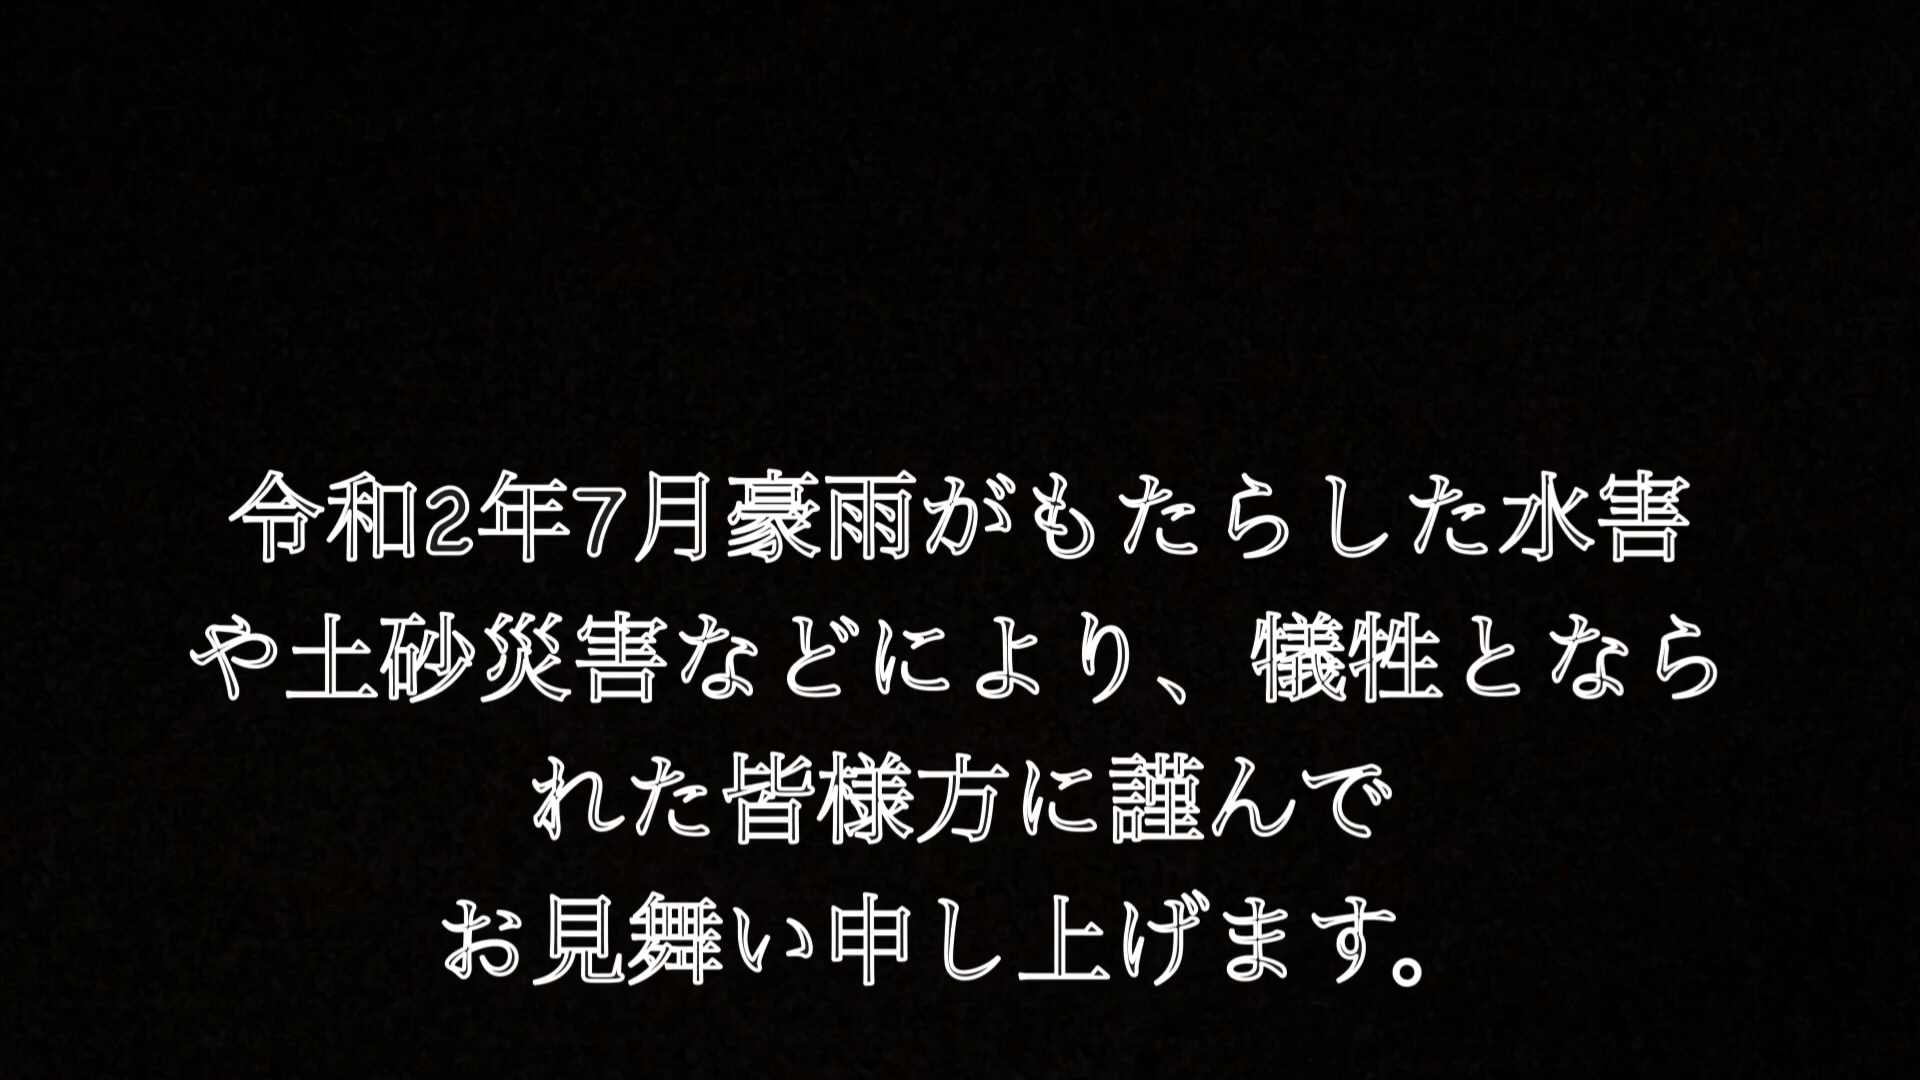 令和2年7月豪雨がもたらした水害
や土砂災害などにより、犠牲となら
れた皆様方に謹んで
お見舞い申し上げます。